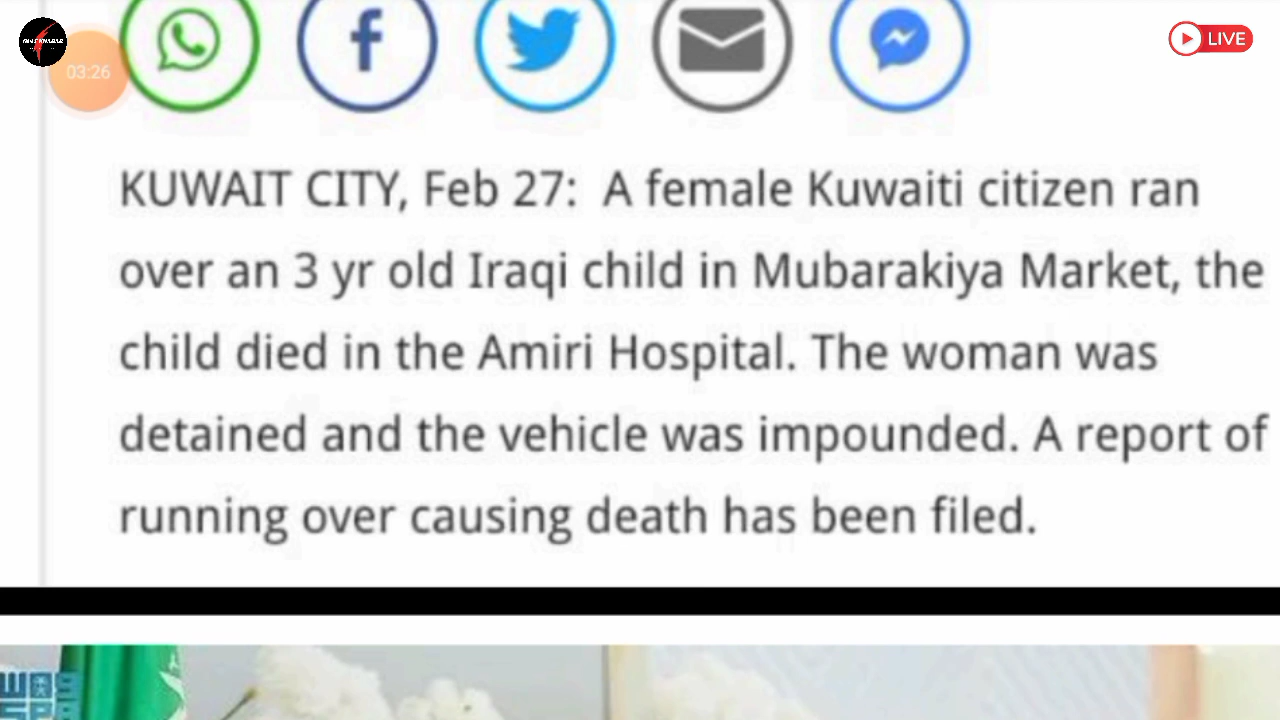 03:26
LIVE
KUWAIT CITY, Feb 27: A female Kuwaiti citizen ran
over an 3 yr old Iraqi child in Mubarakiya Market, the
child died in the Amiri Hospital. The woman was
detained and the vehicle was impounded. A report of
running over causing death has been filed.